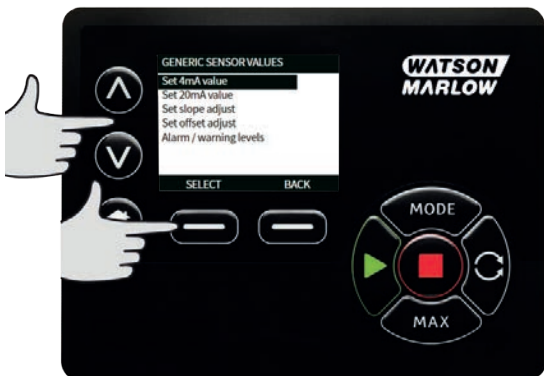 GENERIC SENSOR VALUES
Set 4mA value
Set 20mA value
Set slope adjust
Set offset adjust
Alarm / warning levels
SELECT BACK
WATSON
MARLOW
MODE
MAX